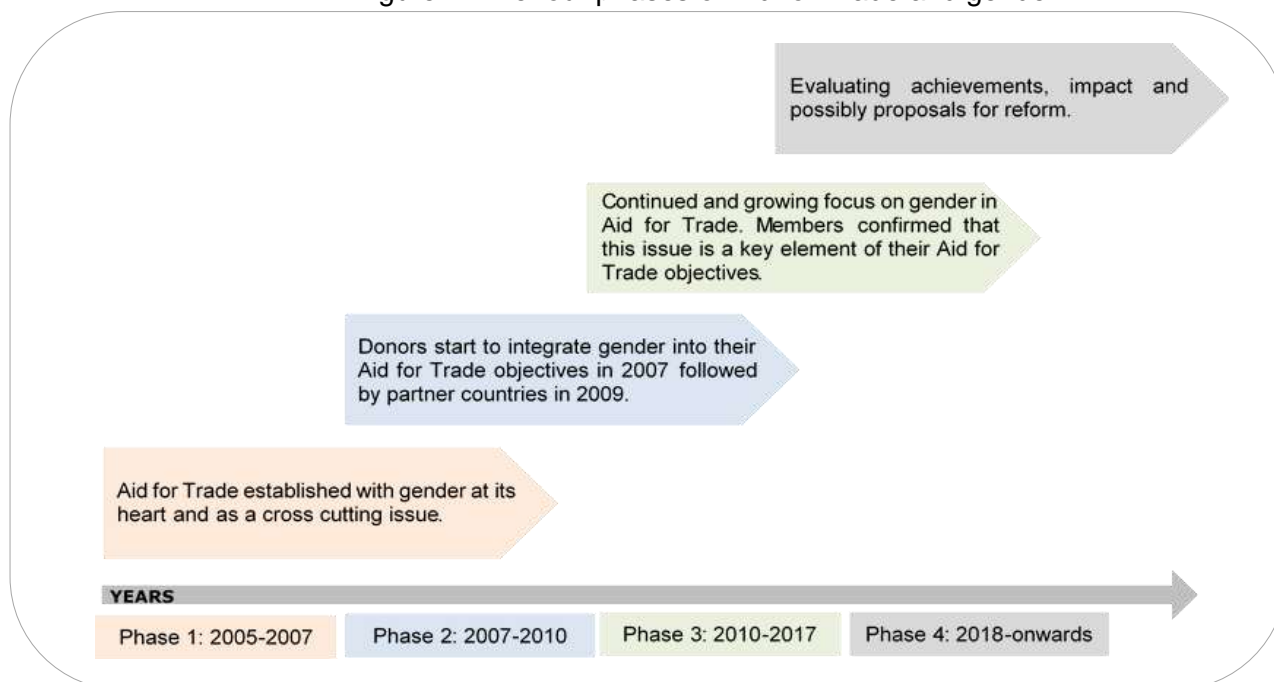 Evaluating achievements, impact and
possibly proposals for reform.
Continued and growing focus on gender in
Aid for Trade. Members confirmed that
this issue is a key element of their Aid for
Trade objectives.
Donors start to integrate gender into their
Aid for Trade objectives in 2007 followed
by partner countries in 2009.
Aid for Trade established with gender at its
heart and as a cross cutting issue.
YEARS
Phase 1: 2005-2007
Phase 2: 2007-2010
Phase 3: 2010-2017
Phase 4: 2018-onwards